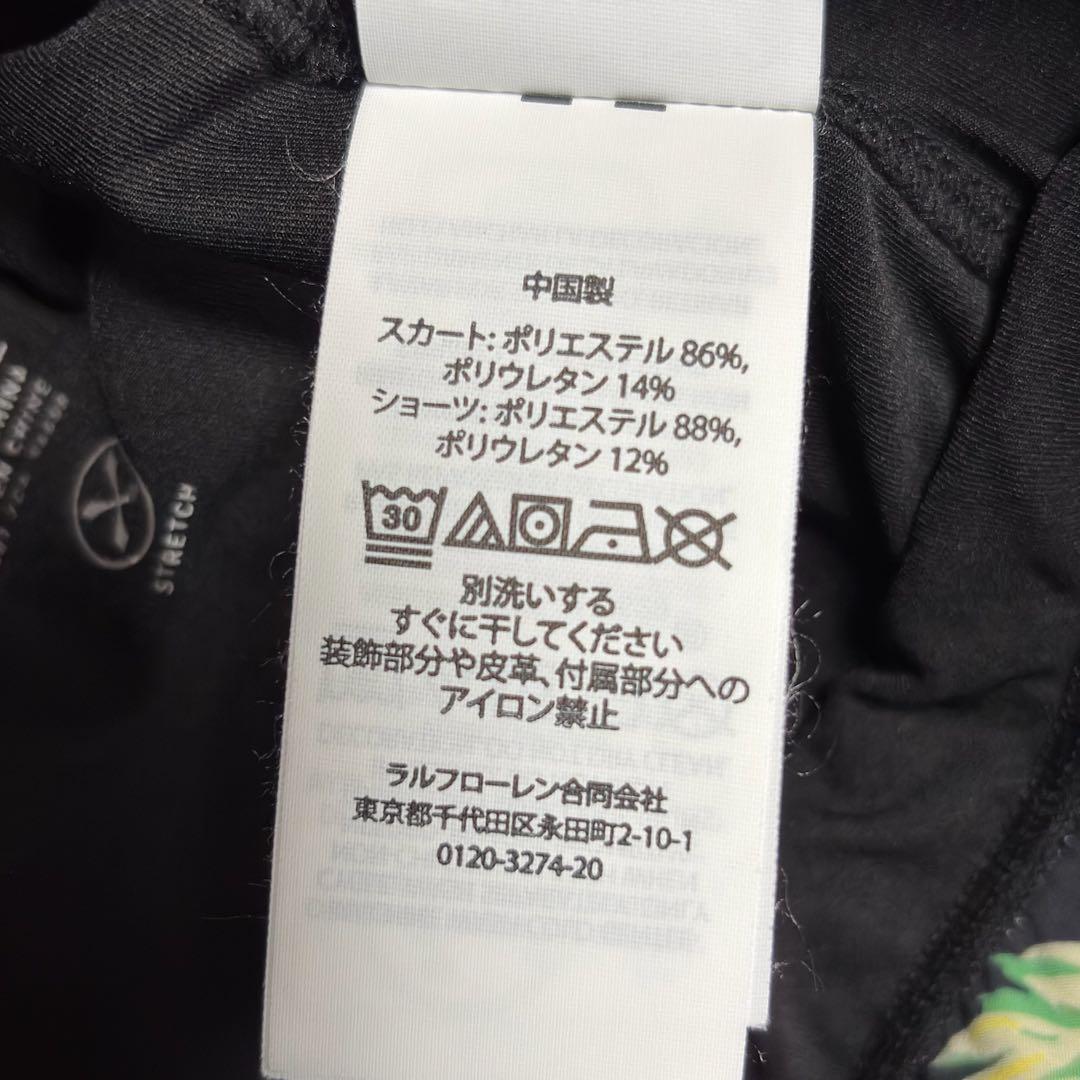 中国製
スカート: ポリエステル 86%,
ポリウレタン 14%
ショーツ: ポリエステル 88%,
ポリウレタン 12%
30
別洗いする
すぐに干してください
装飾部分や皮革、付属部分への
アイロン禁止
ラルフローレン合同会社
東京都千代田区永田町2-10-1
0120-3274-20
STRETCH